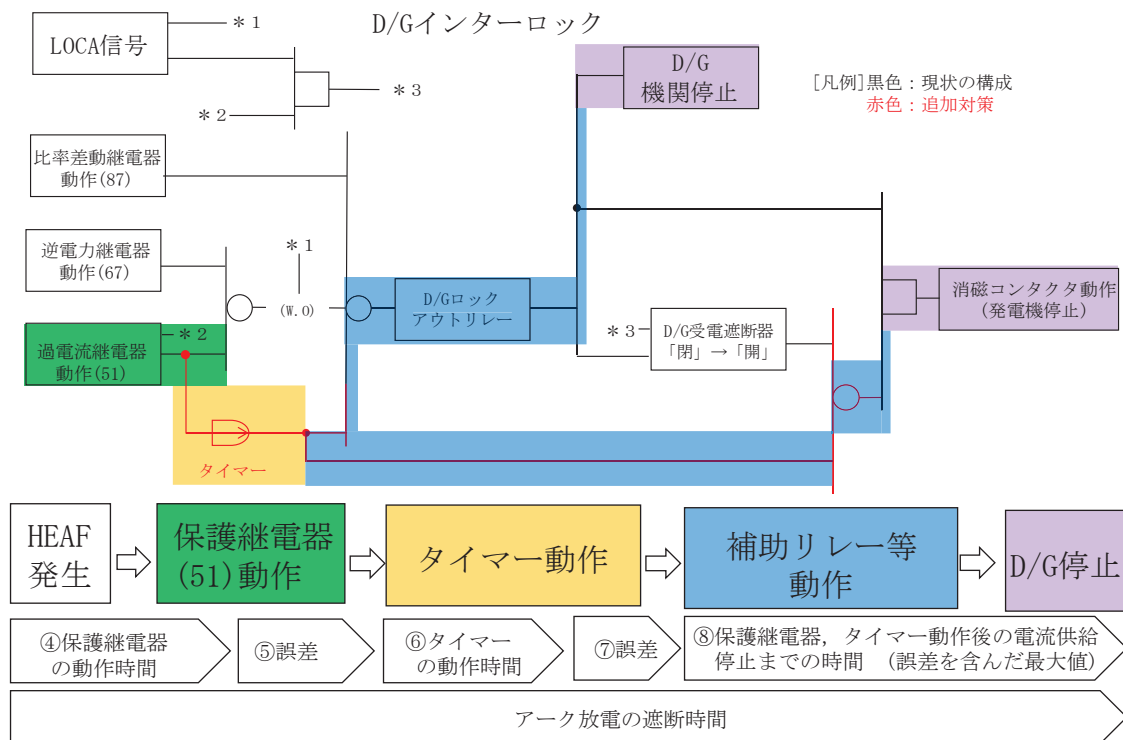 D/Gインターロック
LOCA信号
＊1
＊2
＊3
D/G
機関停止
[凡例]黒色：現状の構成
赤色：追加対策
比率差動継電器
動作(87)
逆電力継電器
動作(67)
＊1
(W.O)
D/Gロック
アウトリレー
消磁コンタクタ動作
(発電機停止)
＊3
D/G受電遮断器
「閉」→「開」
＊2
過電流継電器
動作(51)
タイマー
HEAF
発生
保護継電器
(51)動作
タイマー動作
補助リレー等
動作
D/G停止
④保護継電器
の動作時間
⑤誤差
⑥タイマー
の動作時間
⑦誤差
⑧保護継電器，タイマー動作後の電流供給
停止までの時間　(誤差を含んだ最大値)
アーク放電の遮断時間